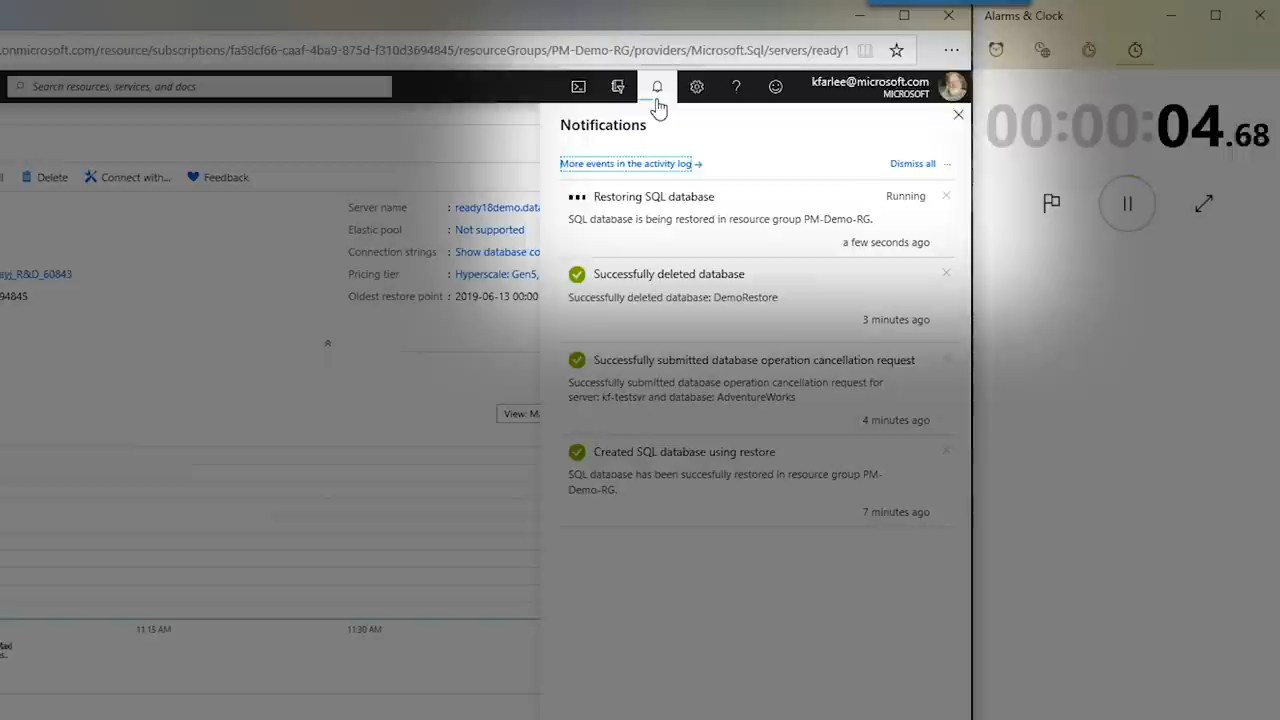 Alarms & Clock
.onmicrosoft.com/resource/subscriptions/fa58cf66-caaf-4ba9-875d-f310d3694845/resourceGroups/PM-Demo-RG/providers/Microsoft.Sql/servers/ready1
Search resources, services, and docs
kfarlee@microsoft.com
MICROSOFT
00:00:04.68
Notifications
More events in the activity log
Dismiss all
Delete
Connect with...
Feedback
Restoring SQL database
Running
SQL database is being restored in resource group PM-Demo-RG.
a few seconds ago
Server name : ready18demo.data
Elastic pool : Not supported
Connection strings : Show database co
Pricing tier : Hyperscale: Gen5,
Oldest restore point : 2019-06-13 00:00
ayj_R&D_60843
94845
Successfully deleted database
Successfully deleted database: DemoRestore
3 minutes ago
Successfully submitted database operation cancellation request
Successfully submitted database operation cancellation request for
server: kf-testsvr and database: AdventureWorks
4 minutes ago
View: M
Created SQL database using restore
SQL database has been succesfully restored in resource group PM-
Demo-RG.
7 minutes ago
11:15 AM
11:30 AM